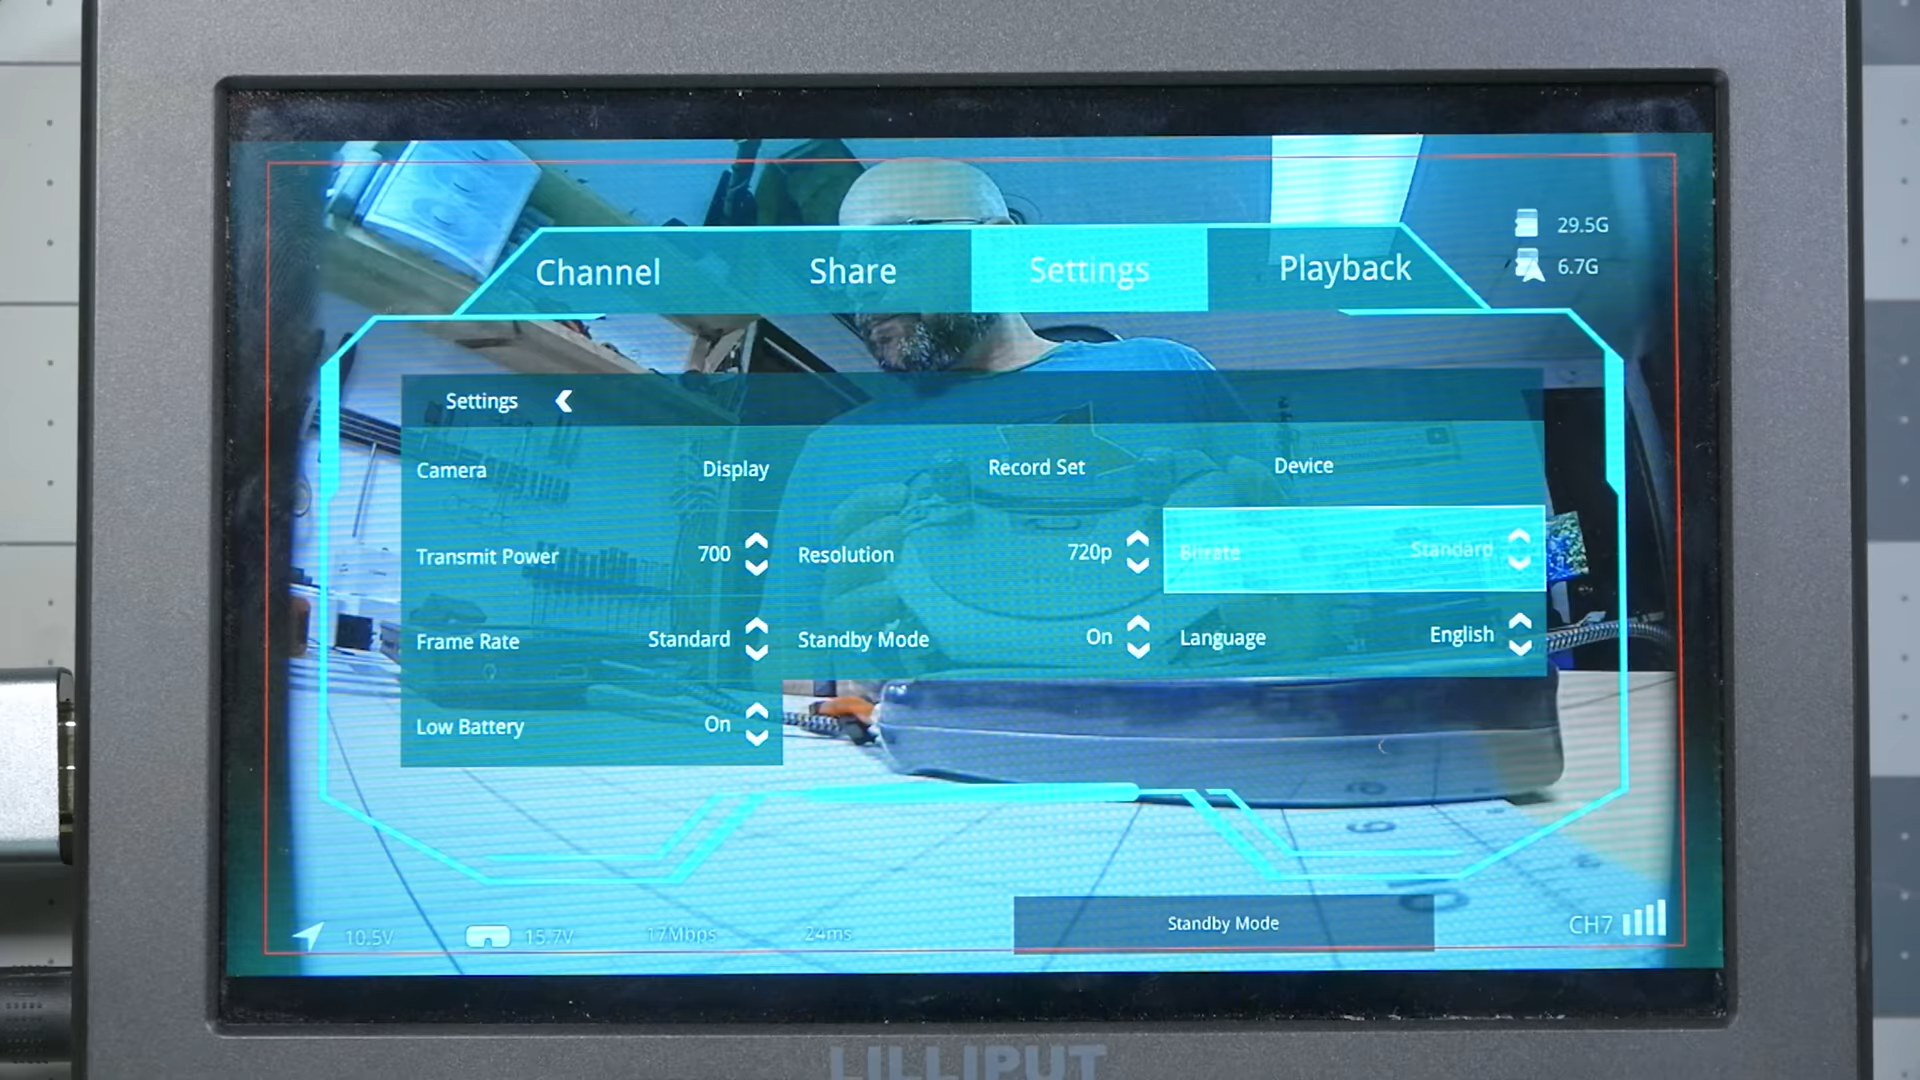 29.5G
6.7G
Channel Share Settings Playback
Settings
Camera Display Record Set Device
Transmit Power 700 Resolution 720p Bitrate Standard
Frame Rate Standard Standby Mode On Language English
Low Battery On
10.5V 15.7V 17Mbps 24ms Standby Mode CH7
LILLIPUT